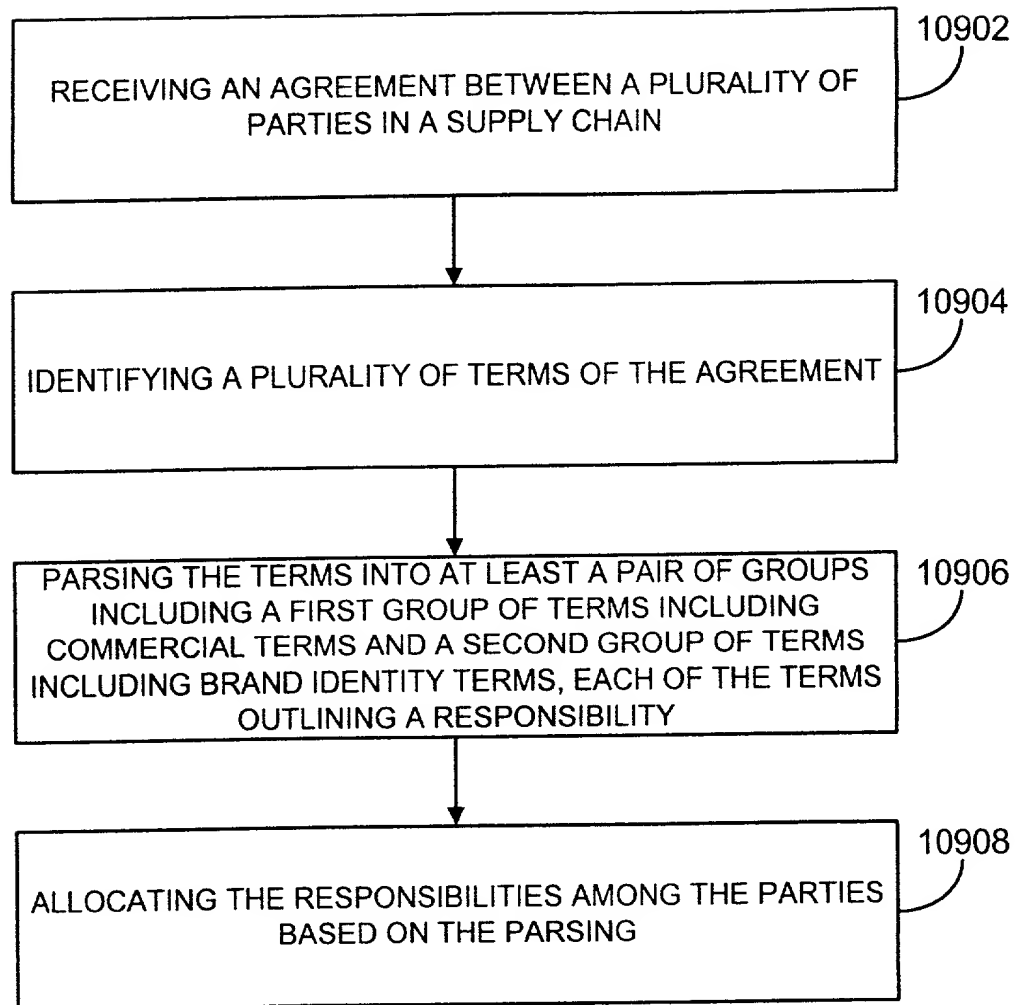 10902
RECEIVING AN AGREEMENT BETWEEN A PLURALITY OF
PARTIES IN A SUPPLY CHAIN
10904
IDENTIFYING A PLURALITY OF TERMS OF THE AGREEMENT
10906
PARSING THE TERMS INTO AT LEAST A PAIR OF GROUPS
INCLUDING A FIRST GROUP OF TERMS INCLUDING
COMMERCIAL TERMS AND A SECOND GROUP OF TERMS
INCLUDING BRAND IDENTITY TERMS, EACH OF THE TERMS
OUTLINING A RESPONSIBILITY
10908
ALLOCATING THE RESPONSIBILITIES AMONG THE PARTIES
BASED ON THE PARSING